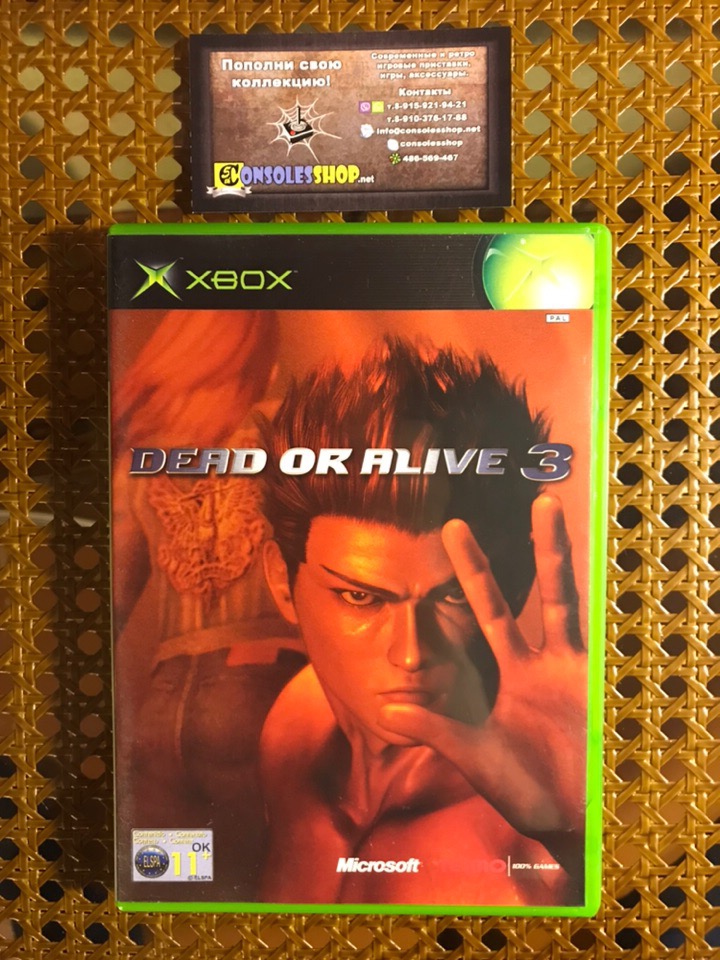 Пополни свою
коллекцию!
Современные и ретро
игровые приставки,
игры, аксессуары.
Контакты
т.8-915-921-94-21
т.8-910-376-17-88
info@consolesshop.net
consolesshop
486-569-467
CONSOLESSHOP.net
XBOX
PAL
DEAD OR ALIVE 3
OK
ELSPA
11+
©ELSPA
Microsoft
100% GAMES